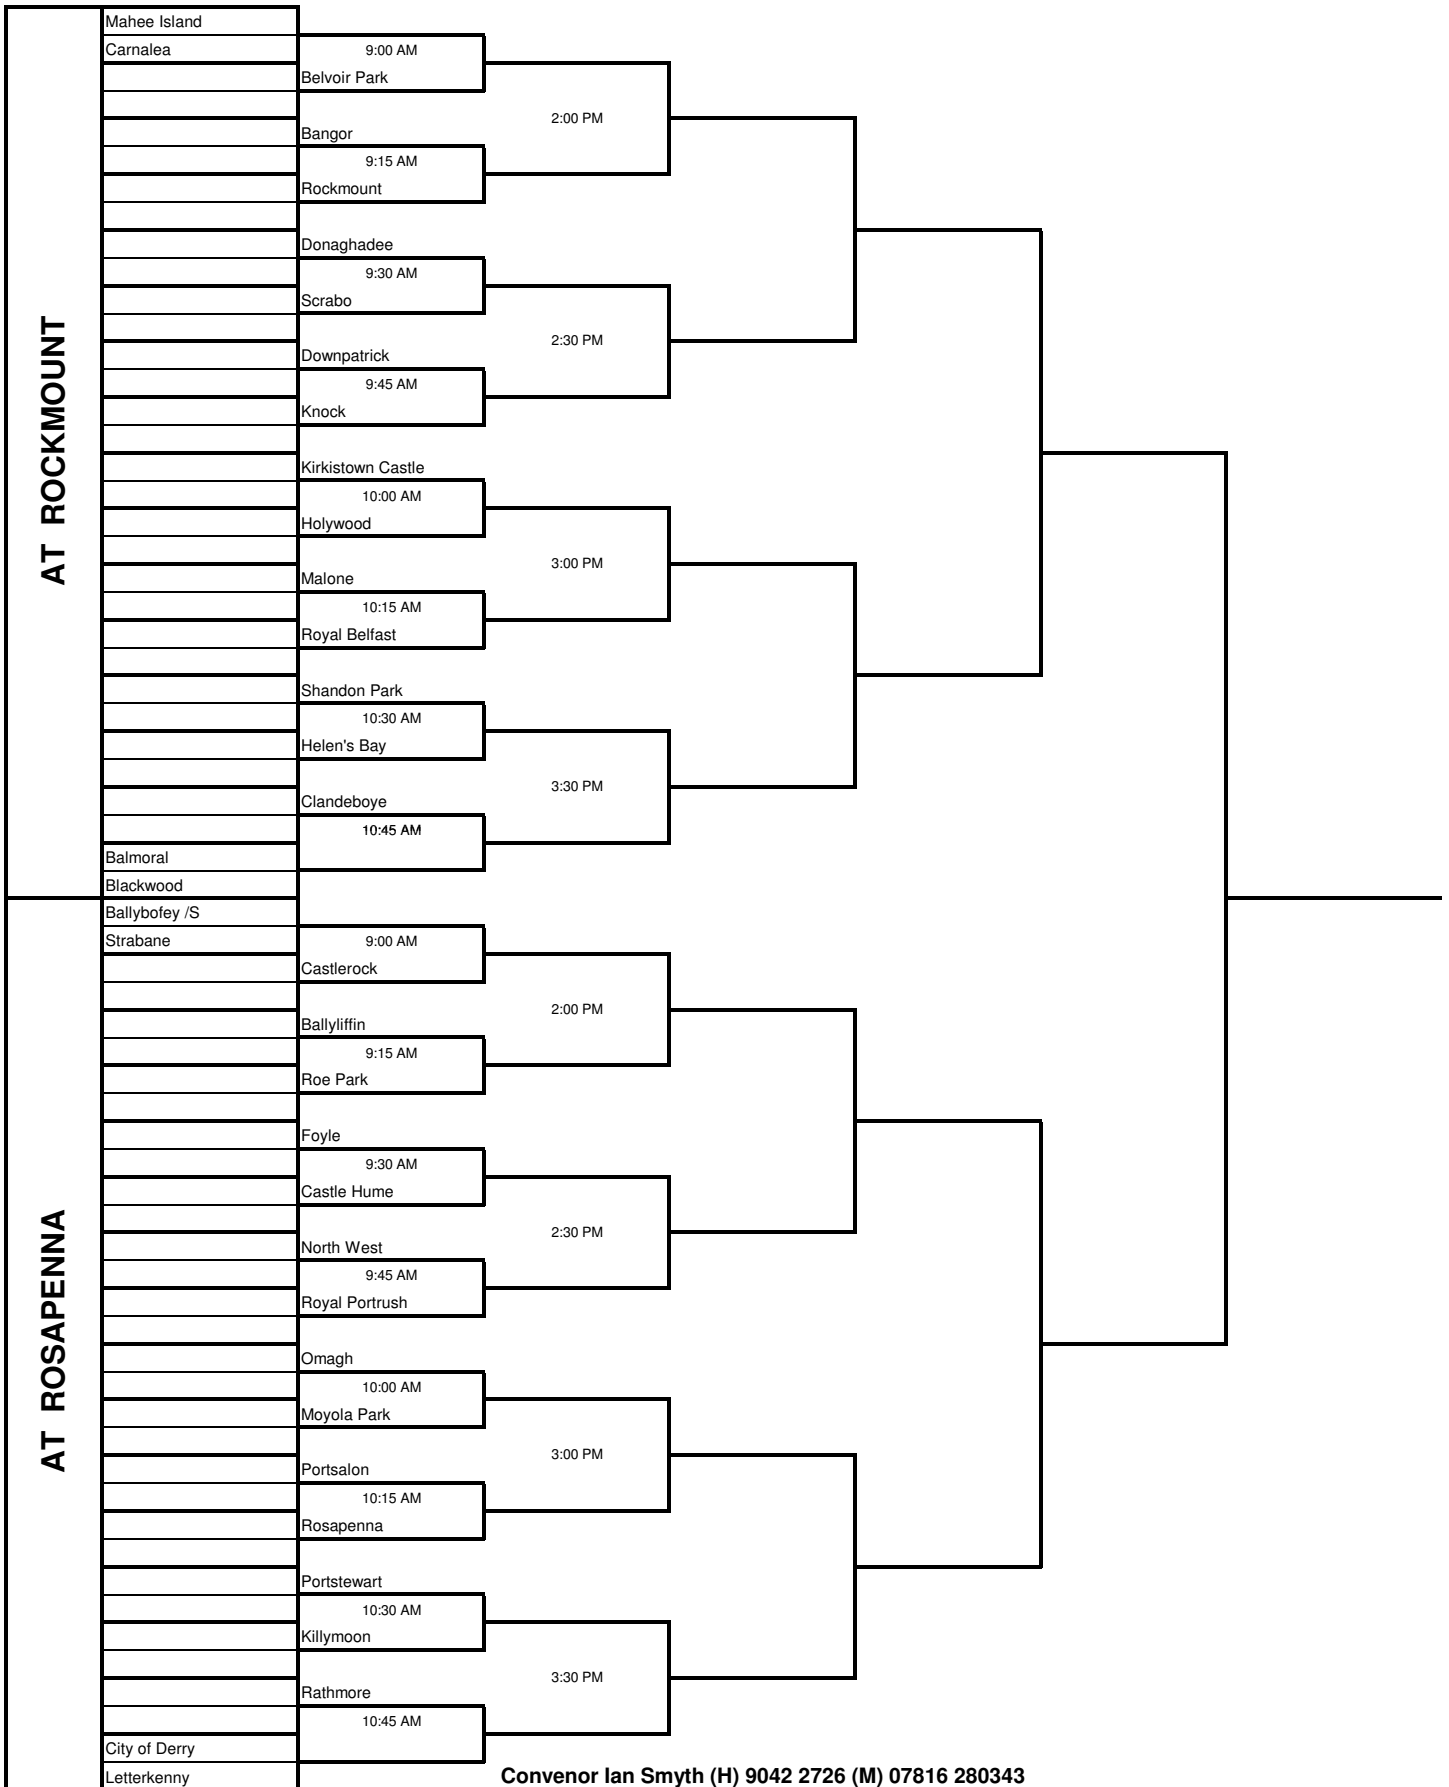 Mahee Island
Carnalea
9:00 AM
Belvoir Park
2:00 PM
Bangor
9:15 AM
Rockmount
Donaghadee
9:30 AM
Scrabo
2:30 PM
Downpatrick
9:45 AM
Knock
AT ROCKMOUNT
Kirkistown Castle
10:00 AM
Holywood
3:00 PM
Malone
10:15 AM
Royal Belfast
Shandon Park
10:30 AM
Helen's Bay
3:30 PM
Clandeboye
10:45 AM
Balmoral
Blackwood
Ballybofey /S
Strabane
9:00 AM
Castlerock
2:00 PM
Ballyliffin
9:15 AM
Roe Park
Foyle
9:30 AM
Castle Hume
2:30 PM
North West
9:45 AM
Royal Portrush
AT ROSAPENNA
Omagh
10:00 AM
Moyola Park
3:00 PM
Portsalon
10:15 AM
Rosapenna
Portstewart
10:30 AM
Killymoon
3:30 PM
Rathmore
10:45 AM
City of Derry
Letterkenny
Convenor Ian Smyth (H) 9042 2726 (M) 07816 280343